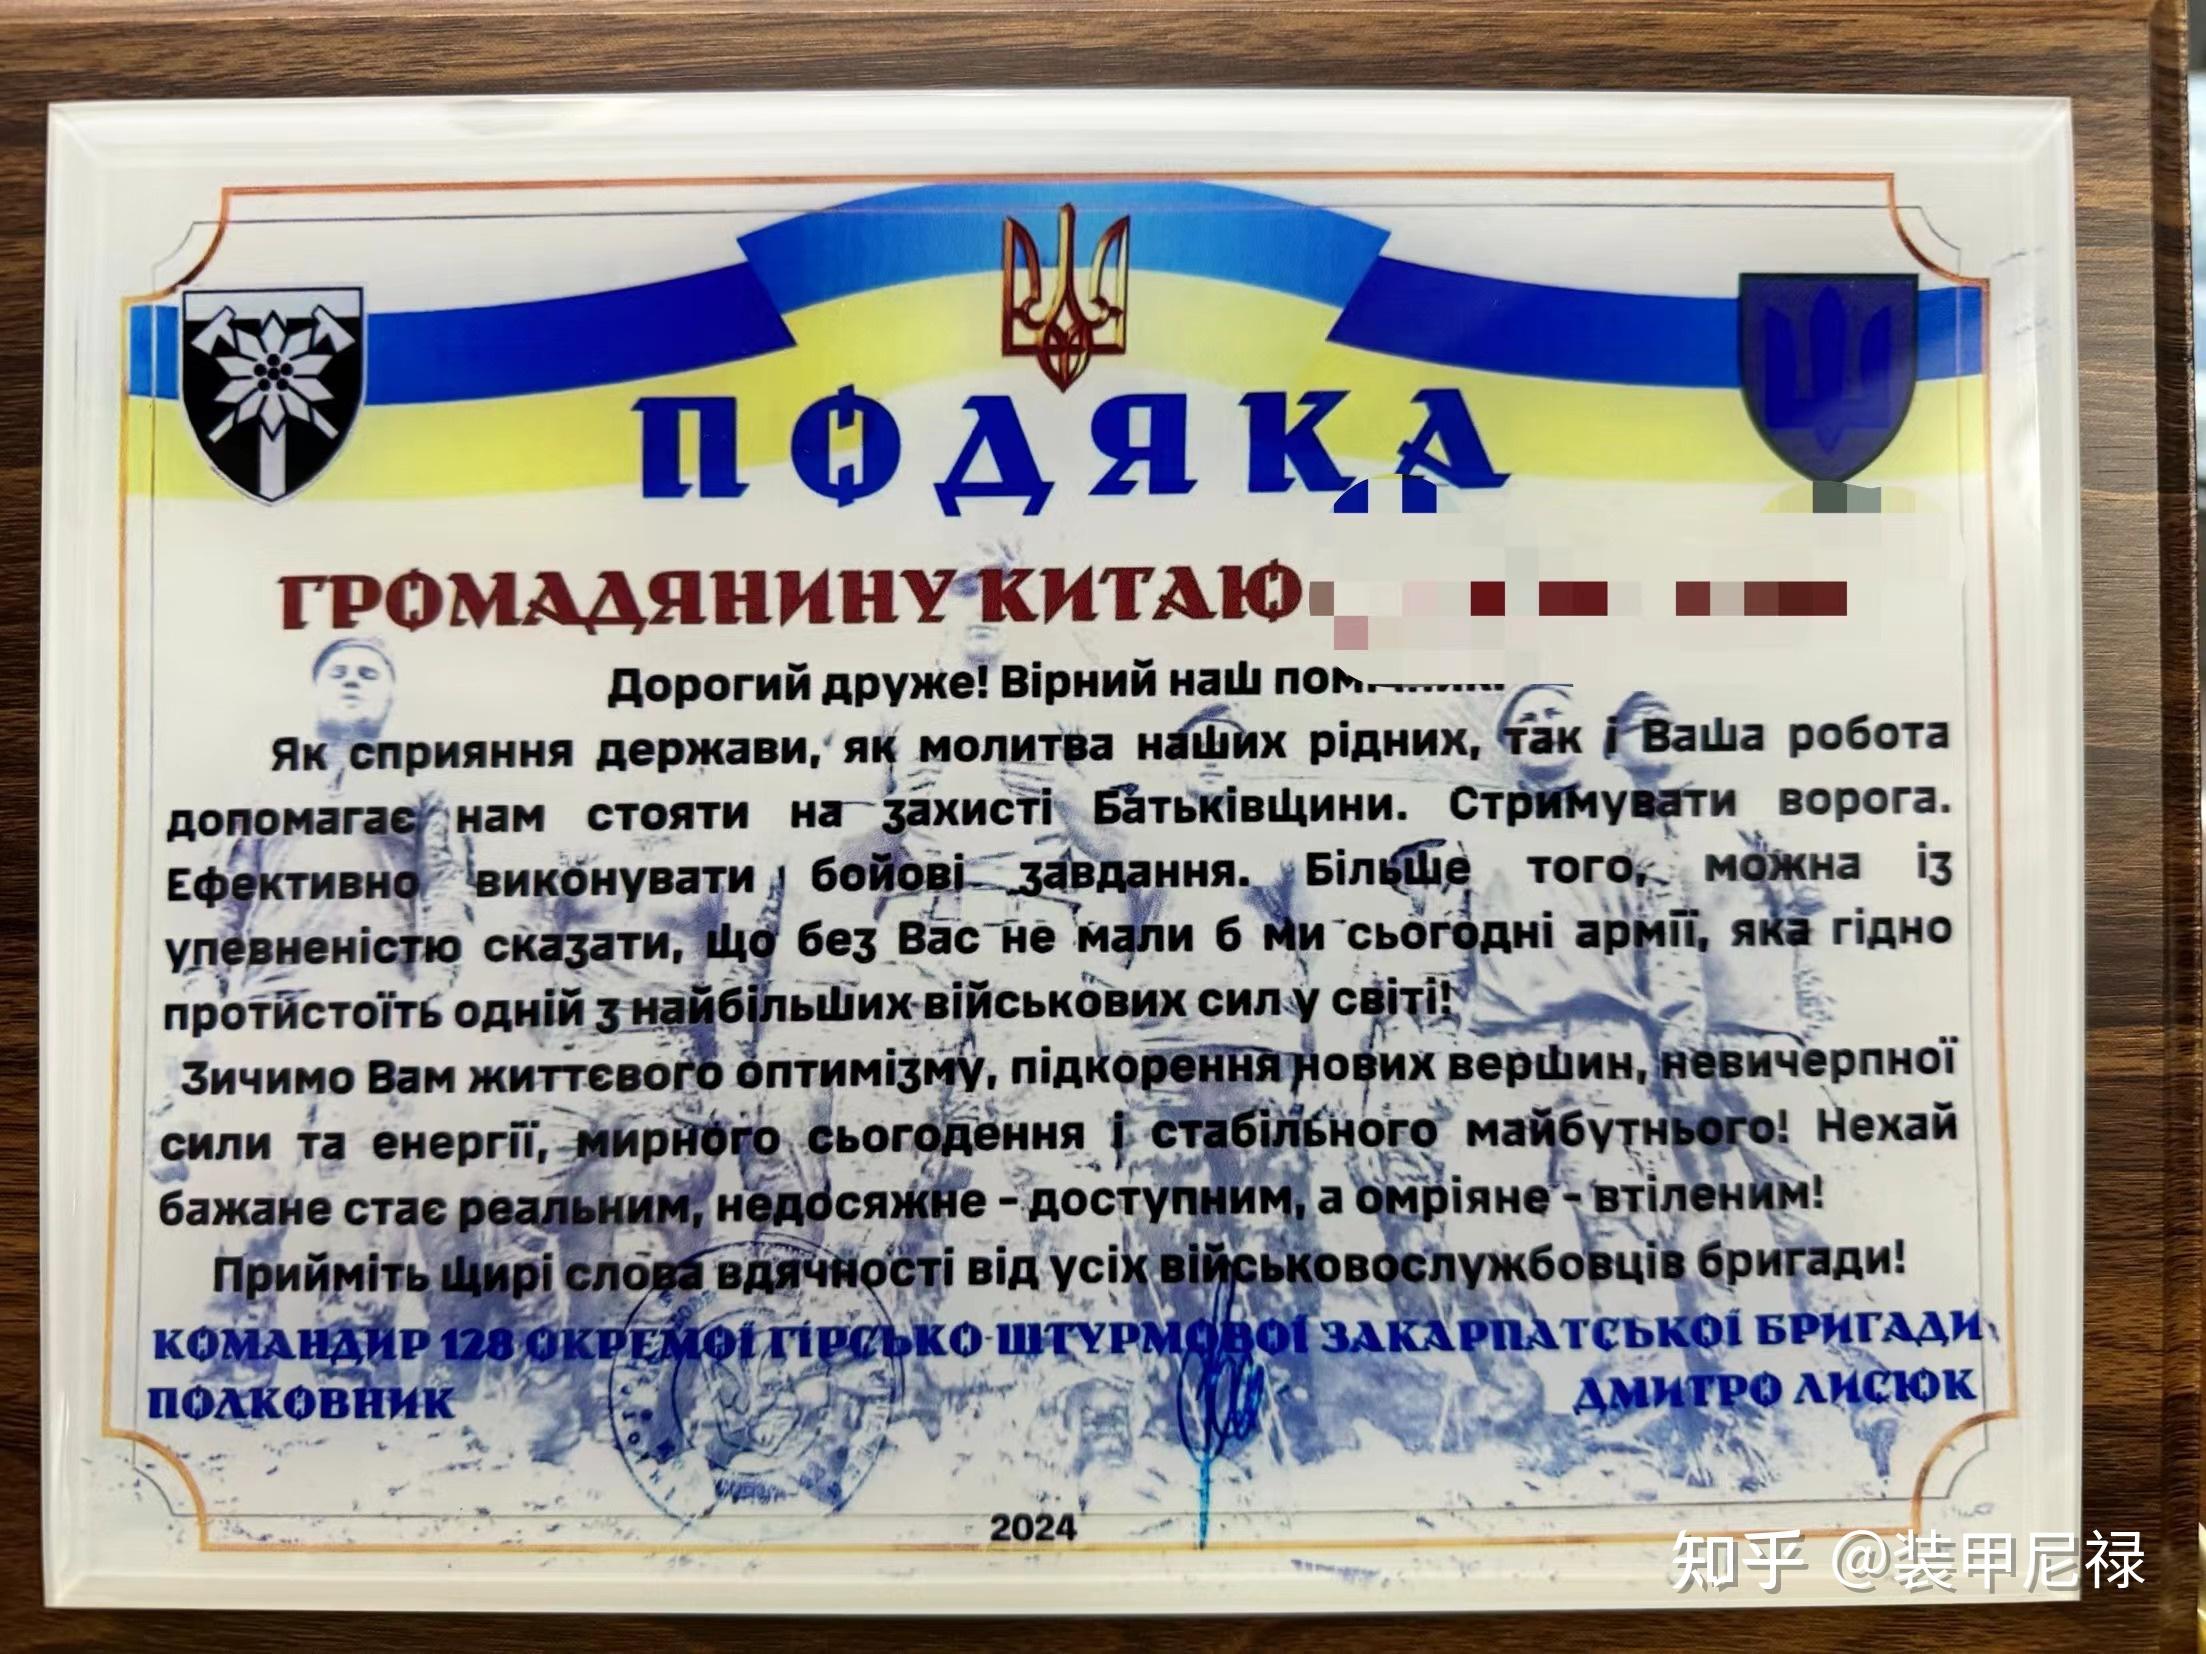 ПОДЯКА
ГРОМАДЯНИНУ КИТАЮ
Дорогий друже! Вірний наш
Як сприяння держави, як молитва наших рідних, так і Ваша робота
допомагає нам стояти на захисті Батьківщини. Стримувати ворога.
Ефективно виконувати бойові завдання. Більше того, можна із
упевненістю сказати, що без Вас не мали б ми сьогодні армії, яка гідно
протистоїть одній з найбільших військових сил у світі!
Зичимо Вам життєвого оптимізму, підкорення нових вершин, невичерпної
сили та енергії, мирного сьогодення і стабільного майбутнього! Нехай
бажане стає реальним, недосяжне - доступним, а омріяне - втіленим!
Прийміть щирі слова вдячності від усіх військовослужбовців бригади!
КОМАНДИР 128 ОКРЕМОЇ ГІРСЬКО-ШТУРМОВОЇ ЗАКАРПАТСЬКОЇ БРИГАДИ
ПОЛКОВНИК ДМИТРО ЛИСЮК
2024
知乎 @装甲尼禄